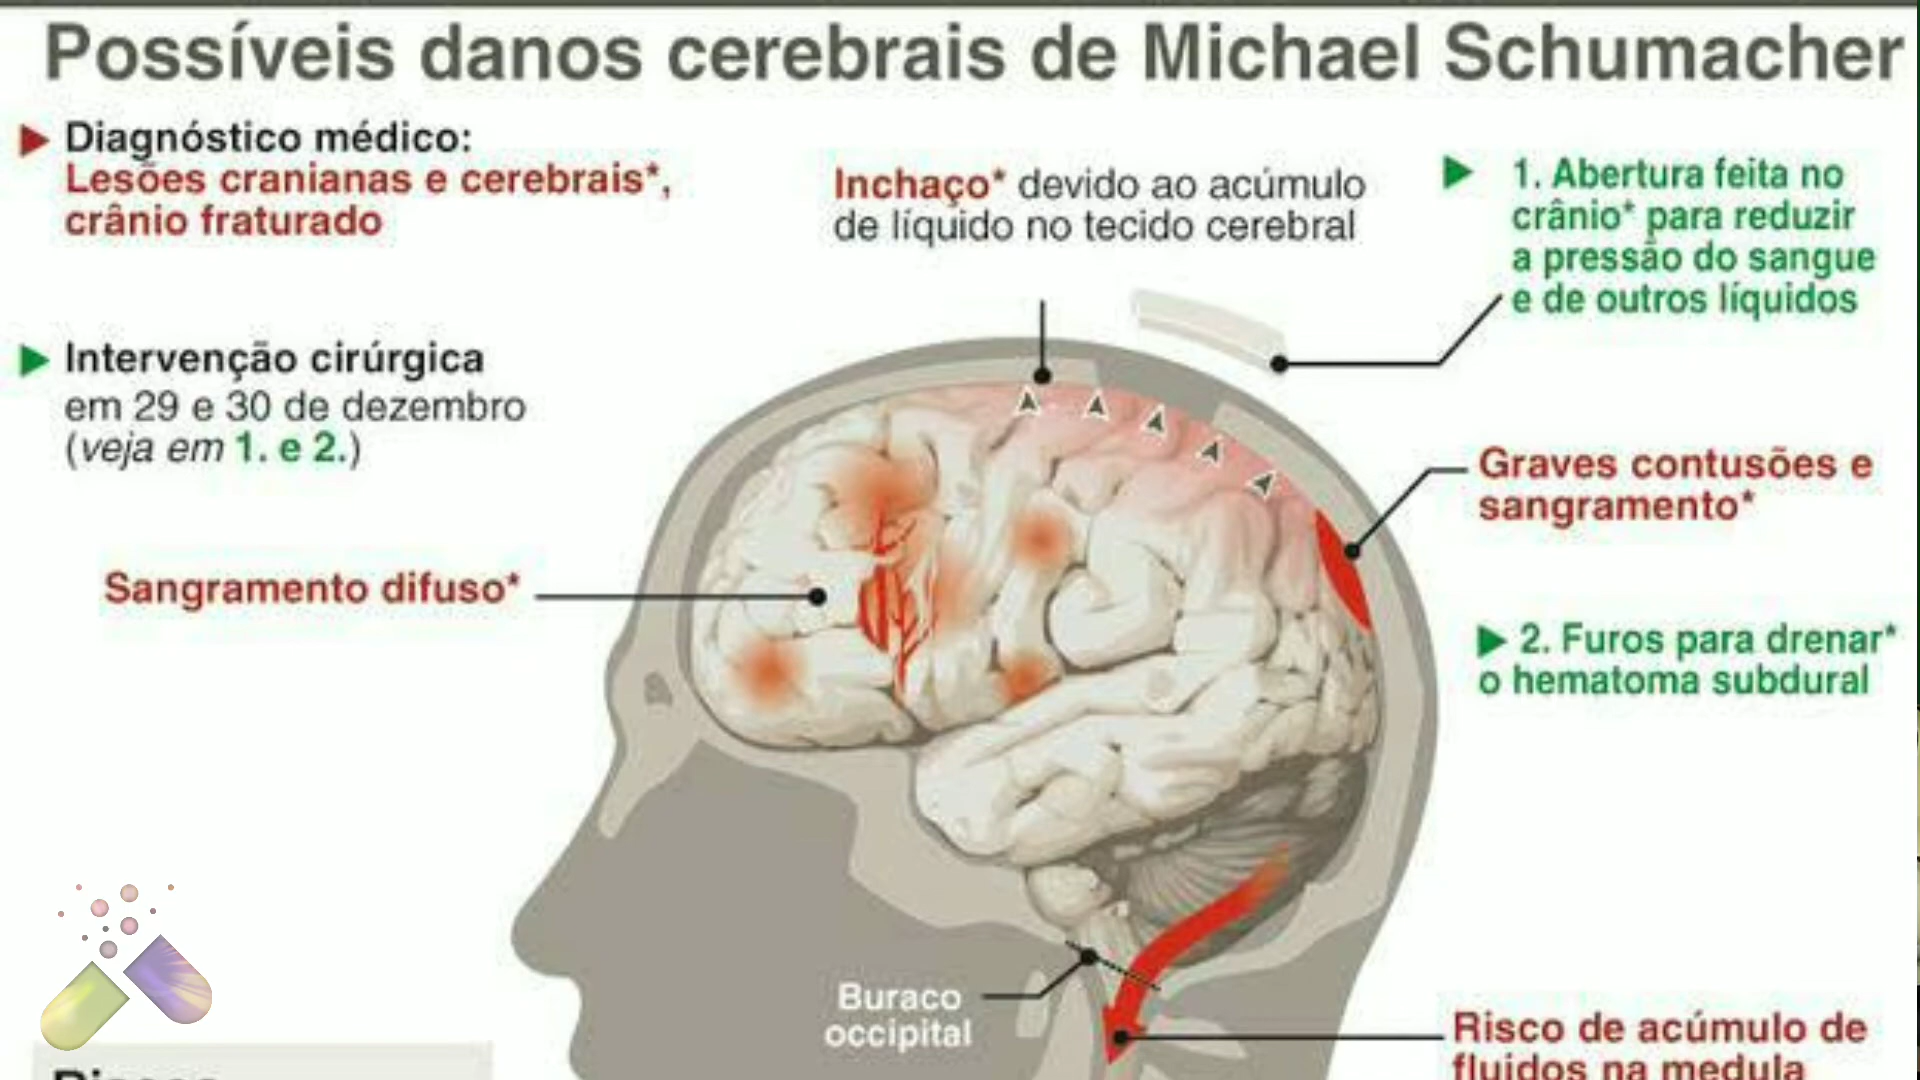 Possíveis danos cerebrais de Michael Schumacher
Diagnóstico médico:
Lesões cranianas e cerebrais*,
crânio fraturado
Inchaço* devido ao acúmulo
de líquido no tecido cerebral
1. Abertura feita no
crânio* para reduzir
a pressão do sangue
e de outros líquidos
Intervenção cirúrgica
em 29 e 30 de dezembro
(veja em 1. e 2.)
Graves contusões e
sangramento*
Sangramento difuso*
2. Furos para drenar*
o hematoma subdural
Buraco
occipital
Risco de acúmulo de
fluidos na medula